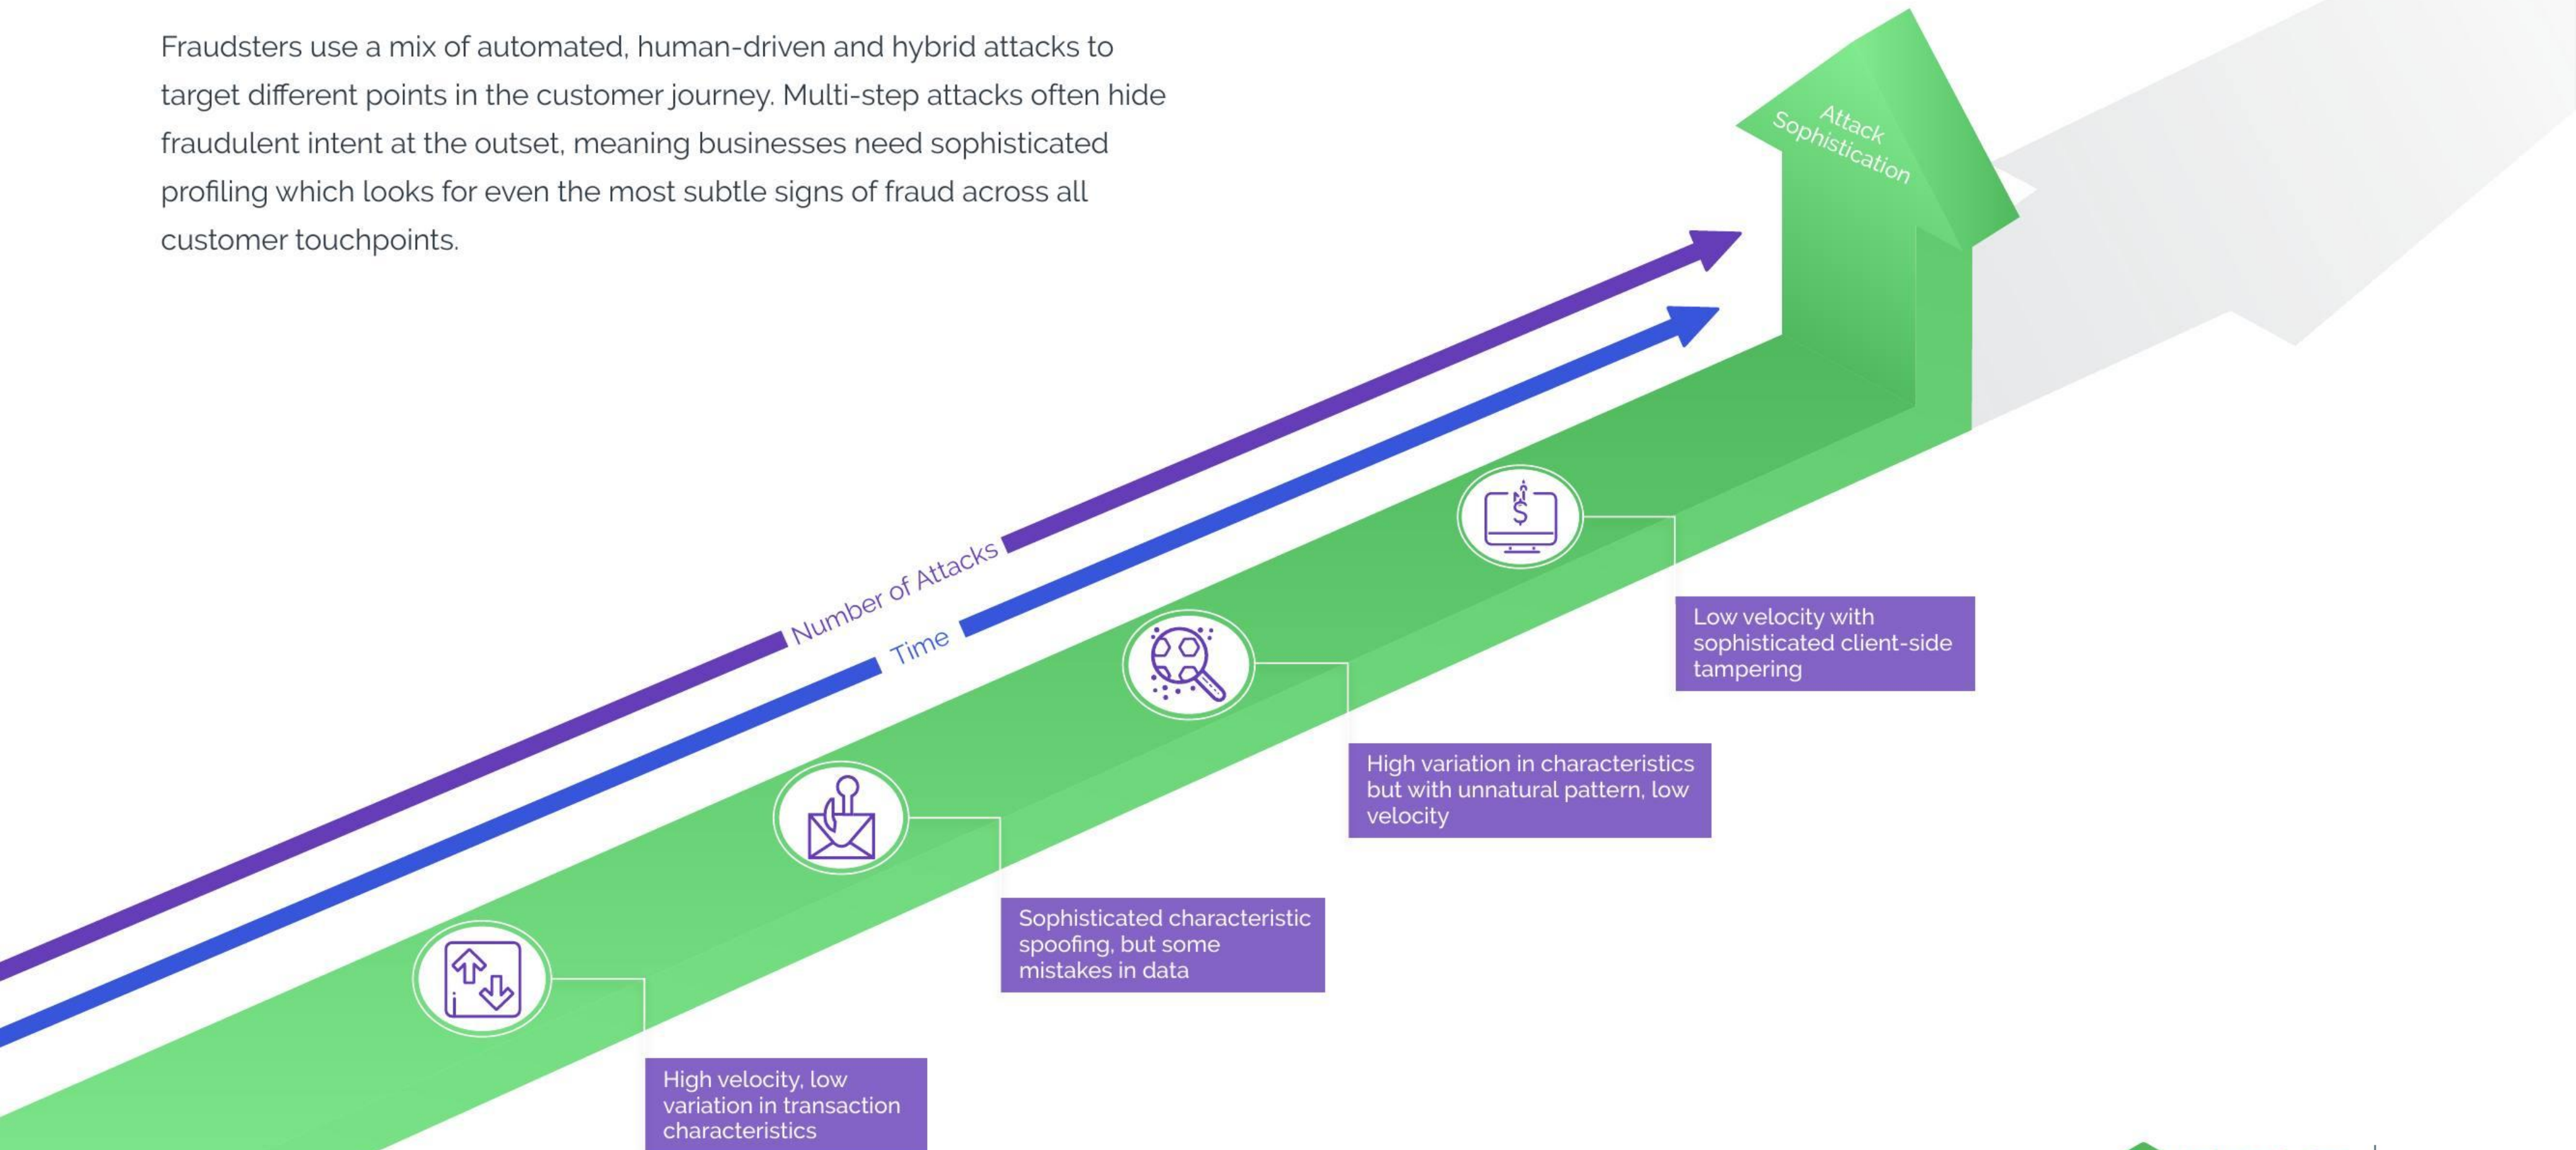 Fraudsters use a mix of automated, human-driven and hybrid attacks to
target different points in the customer journey. Multi-step attacks often hide
fraudulent intent at the outset, meaning businesses need sophisticated
profiling which looks for even the most subtle signs of fraud across all
customer touchpoints.
Attack
Sophistication
Number of Attacks
Time
Low velocity with
sophisticated client-side
tampering
High variation in characteristics
but with unnatural pattern, low
velocity
Sophisticated characteristic
spoofing, but some
mistakes in data
High velocity, low
variation in transaction
characteristics